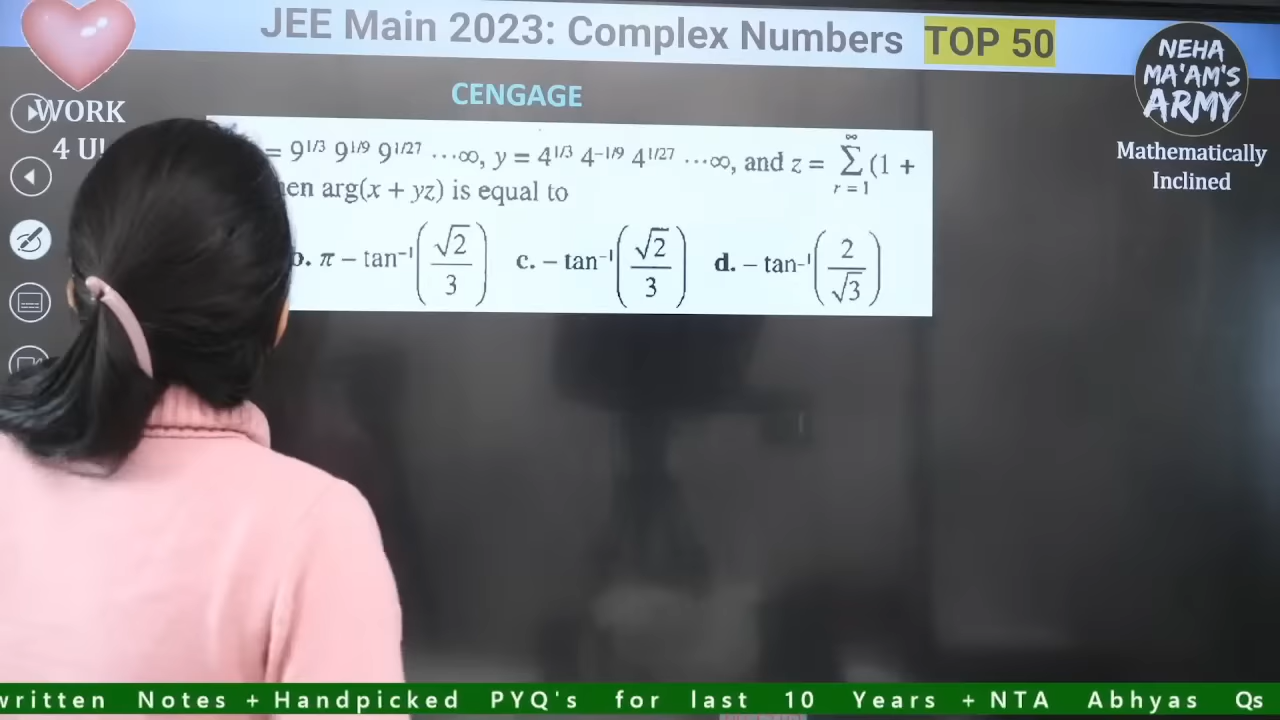 JEE Main 2023: Complex Numbers TOP 50
WORK
4 U!
NEHA
MA'AM'S
ARMY
Mathematically
Inclined
CENGAGE
= 9^{1/3} 9^{1/9} 9^{1/27} ⋯∞, y = 4^{1/3} 4^{-1/9} 4^{1/27} ⋯∞, and z = ∑_{r = 1}^{∞} (1 +
en arg(x + yz) is equal to
b. π − tan⁻¹(√2/3) c. − tan⁻¹(√2/3) d. − tan⁻¹(2/√3)
written Notes + Handpicked PYQ's for last 10 Years + NTA Abhyas Qs